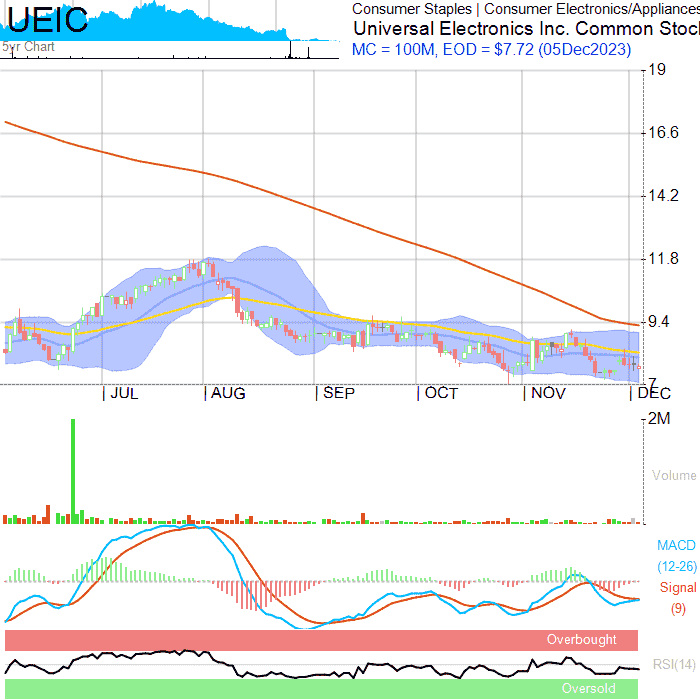 UEIC
5yr Chart
Consumer Staples | Consumer Electronics/Appliances
Universal Electronics Inc. Common Stoc
MC = 100M, EOD = $7.72 (05Dec2023)
19
16.6
14.2
11.8
9.4
7
JUL AUG SEP OCT NOV DEC
2M
Volume
MACD
(12-26)
Signal
(9)
Overbought
RSI(14)
Oversold